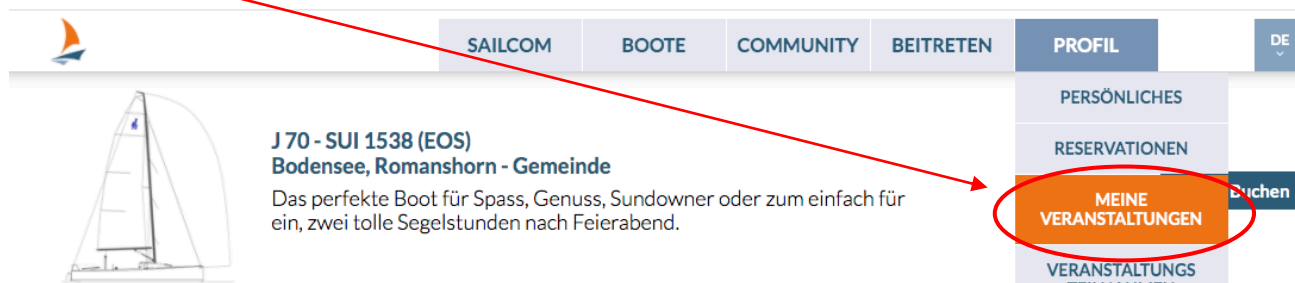 SAILCOM BOOTE COMMUNITY BEITRETEN PROFIL DE
PERSÖNLICHES
RESERVATIONEN
MEINE
VERANSTALTUNGEN
VERANSTALTUNGS
J 70 - SUI 1538 (EOS)
Bodensee, Romanshorn - Gemeinde
Das perfekte Boot für Spass, Genuss, Sundowner oder zum einfach für
ein, zwei tolle Segelstunden nach Feierabend.
Buchen